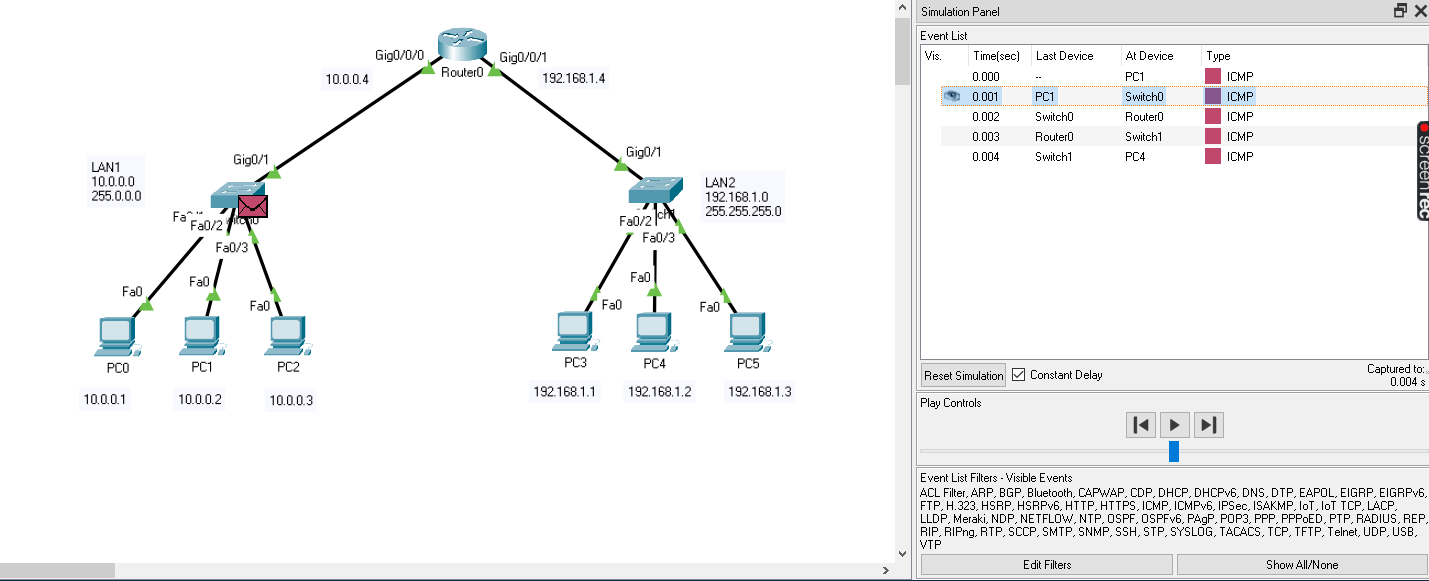 Gig0/0/0
Gig0/0/1
Router0
10.0.0.4
192.168.1.4
Gig0/1
Gig0/1
LAN1
10.0.0.0
255.0.0.0
LAN2
192.168.1.0
255.255.255.0
Fa0/2
Fa0/3
Fa0/2
Fa0/3
Fa0
Fa0
Fa0
Fa0
Fa0
Fa0
PC0
PC1
PC2
PC3
PC4
PC5
10.0.0.1
10.0.0.2
10.0.0.3
192.168.1.1
192.168.1.2
192.168.1.3
Simulation Panel
Event List
Vis. Time(sec) Last Device At Device Type
0.000 -- PC1 ICMP
0.001 PC1 Switch0 ICMP
0.002 Switch0 Router0 ICMP
0.003 Router0 Switch1 ICMP
0.004 Switch1 PC4 ICMP
Reset Simulation Constant Delay
Captured to:
0.004 s
Play Controls
Event List Filters - Visible Events
ACL Filter, ARP, BGP, Bluetooth, CAPWAP, CDP, DHCP, DHCPv6, DNS, DTP, EAPOL, EIGRP, EIGRPv6,
FTP, H.323, HSRP, HSRPv6, HTTP, HTTPS, ICMP, ICMPv6, IPSec, ISAKMP, IoT, IoT TCP, LACP,
LLDP, Meraki, NDP, NETFLOW, NTP, OSPF, OSPFv6, PAgP, POP3, PPP, PPPoED, PTP, RADIUS, REP,
RIP, RIPng, RTP, SCCP, SMTP, SNMP, SSH, STP, SYSLOG, TACACS, TCP, TFTP, Telnet, UDP, USB,
VTP
Edit Filters
Show All/None
screenrec